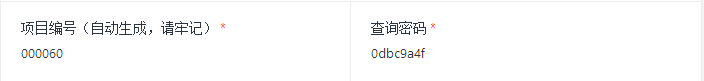 项目编号（自动生成，请牢记） *
查询密码 *
000060
0dbc9a4f